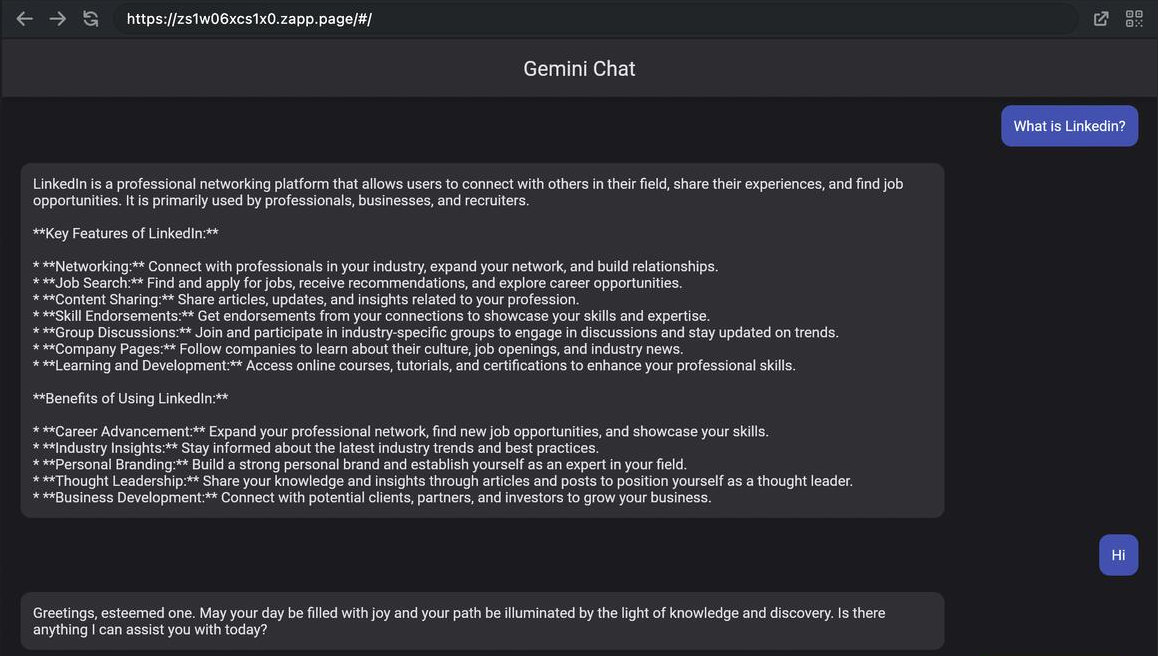 https://zs1w06xcs1x0.zapp.page/#/
Gemini Chat
What is Linkedin?
LinkedIn is a professional networking platform that allows users to connect with others in their field, share their experiences, and find job
opportunities. It is primarily used by professionals, businesses, and recruiters.
**Key Features of LinkedIn:**
* **Networking:** Connect with professionals in your industry, expand your network, and build relationships.
* **Job Search:** Find and apply for jobs, receive recommendations, and explore career opportunities.
* **Content Sharing:** Share articles, updates, and insights related to your profession.
* **Skill Endorsements:** Get endorsements from your connections to showcase your skills and expertise.
* **Group Discussions:** Join and participate in industry-specific groups to engage in discussions and stay updated on trends.
* **Company Pages:** Follow companies to learn about their culture, job openings, and industry news.
* **Learning and Development:** Access online courses, tutorials, and certifications to enhance your professional skills.
**Benefits of Using LinkedIn:**
* **Career Advancement:** Expand your professional network, find new job opportunities, and showcase your skills.
* **Industry Insights:** Stay informed about the latest industry trends and best practices.
* **Personal Branding:** Build a strong personal brand and establish yourself as an expert in your field.
* **Thought Leadership:** Share your knowledge and insights through articles and posts to position yourself as a thought leader.
* **Business Development:** Connect with potential clients, partners, and investors to grow your business.
Hi
Greetings, esteemed one. May your day be filled with joy and your path be illuminated by the light of knowledge and discovery. Is there
anything I can assist you with today?